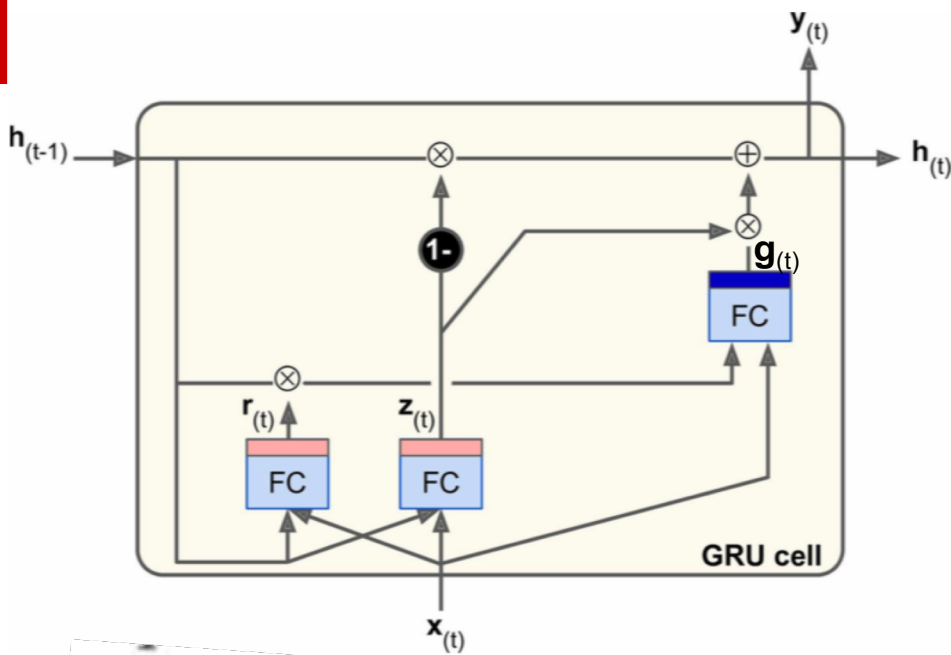 y(t)
h(t-1)
h(t)
1-
g(t)
FC
r(t)
z(t)
FC
FC
GRU cell
x(t)